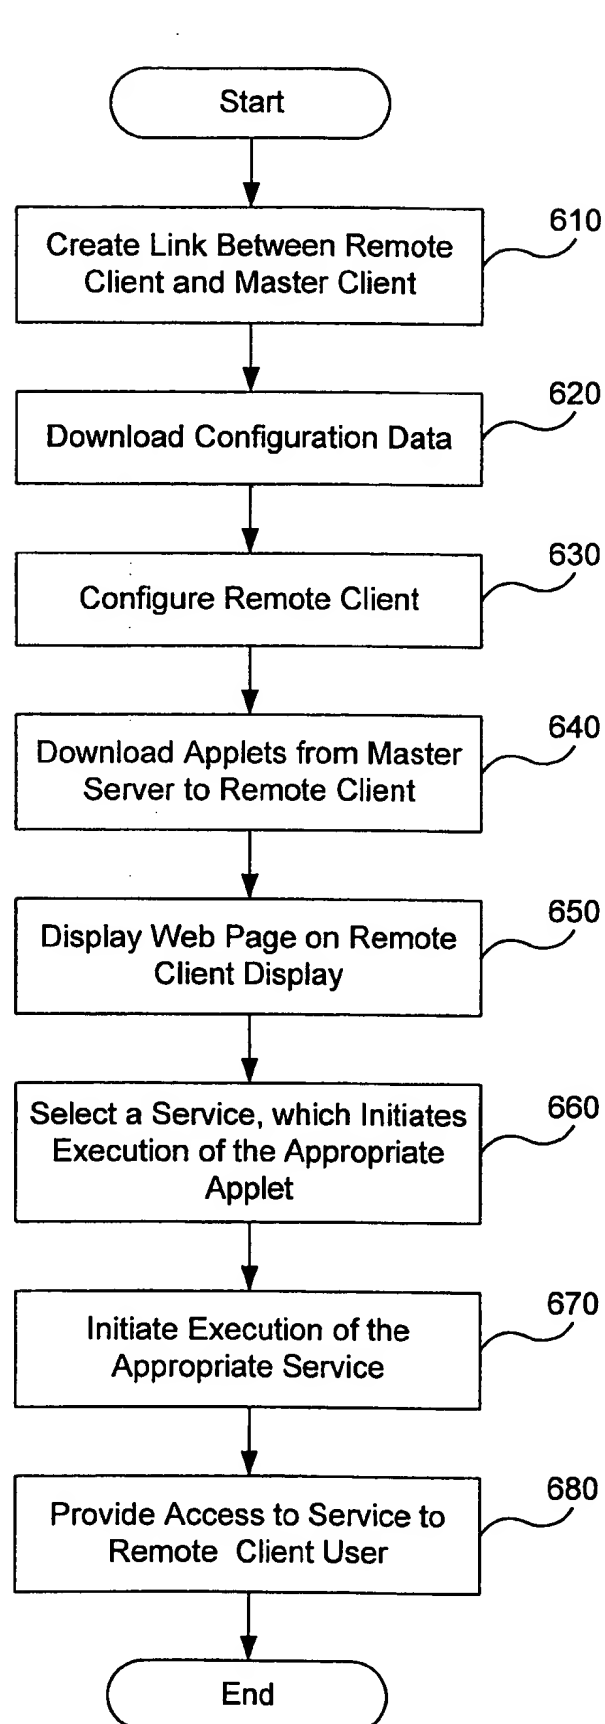 Start
610
Create Link Between Remote
Client and Master Client
620
Download Configuration Data
630
Configure Remote Client
640
Download Applets from Master
Server to Remote Client
650
Display Web Page on Remote
Client Display
660
Select a Service, which Initiates
Execution of the Appropriate
Applet
670
Initiate Execution of the
Appropriate Service
680
Provide Access to Service to
Remote Client User
End